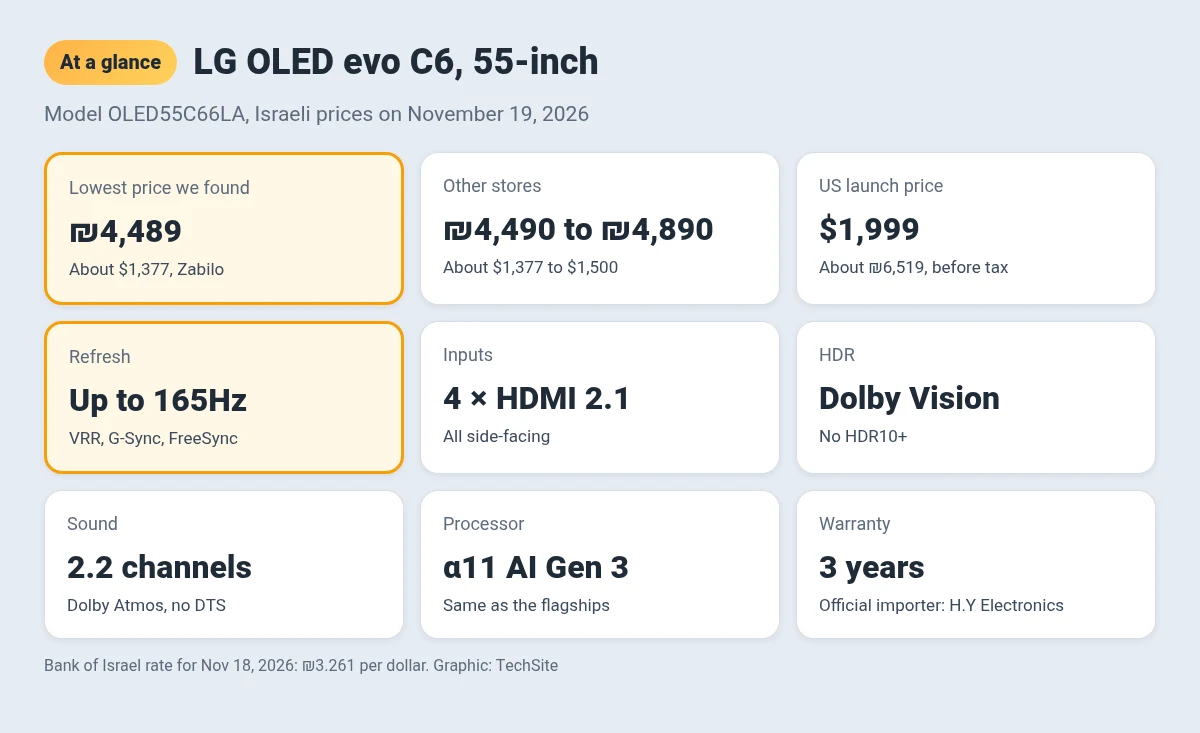 At a glance
LG OLED evo C6, 55-inch
Model OLED55C66LA, Israeli prices on November 19, 2026
Lowest price we found
₪4,489
About $1,377, Zabilo
Other stores
₪4,490 to ₪4,890
About $1,377 to $1,500
US launch price
$1,999
About ₪6,519, before tax
Refresh
Up to 165Hz
VRR, G-Sync, FreeSync
Inputs
4 × HDMI 2.1
All side-facing
HDR
Dolby Vision
No HDR10+
Sound
2.2 channels
Dolby Atmos, no DTS
Processor
α11 AI Gen 3
Same as the flagships
Warranty
3 years
Official importer: H.Y Electronics
Bank of Israel rate for Nov 18, 2026: ₪3.261 per dollar. Graphic: TechSite